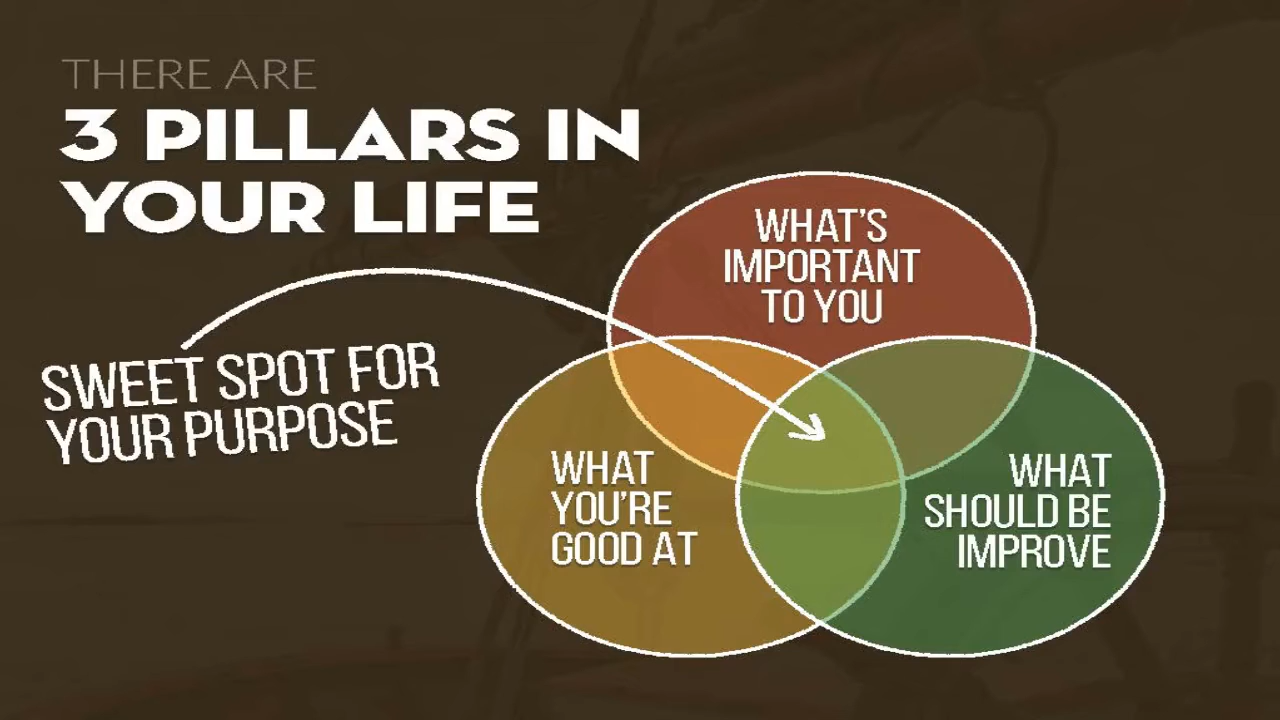 THERE ARE
3 PILLARS IN
YOUR LIFE
SWEET SPOT FOR
YOUR PURPOSE
WHAT'S
IMPORTANT
TO YOU
WHAT
YOU'RE
GOOD AT
WHAT
SHOULD BE
IMPROVE